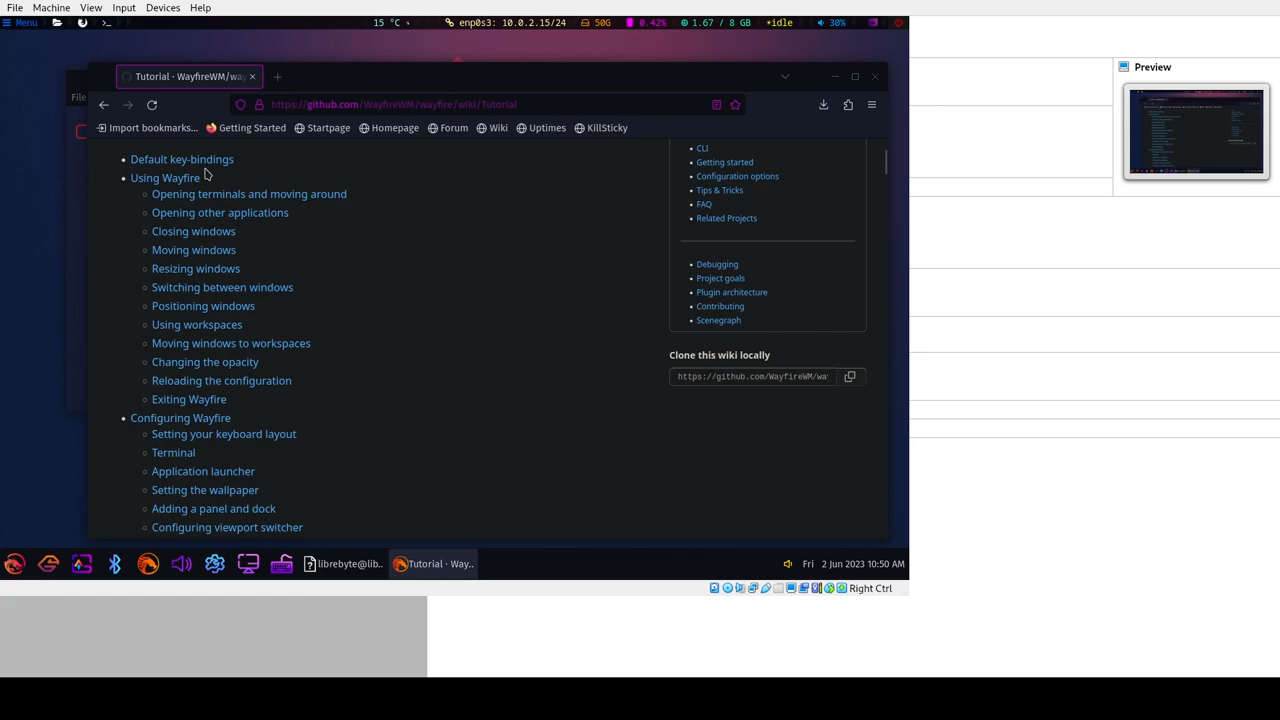 File Machine View Input Devices Help
Menu 15 °C enp0s3: 10.0.2.15/24 50G 0.42% 1.67 / 8 GB idle 30%
Preview
Tutorial · WayfireWM/way
File
https://github.com/WayfireWM/wayfire/wiki/Tutorial
Import bookmarks... Getting Started Startpage Homepage Forum Wiki Uptimes KillSticky
Default key-bindings
Using Wayfire
Opening terminals and moving around
Opening other applications
Closing windows
Moving windows
Resizing windows
Switching between windows
Positioning windows
Using workspaces
Moving windows to workspaces
Changing the opacity
Reloading the configuration
Exiting Wayfire
Configuring Wayfire
Setting your keyboard layout
Terminal
Application launcher
Setting the wallpaper
Adding a panel and dock
Configuring viewport switcher
CLI
Getting started
Configuration options
Tips & Tricks
FAQ
Related Projects
Debugging
Project goals
Plugin architecture
Contributing
Scenegraph
Clone this wiki locally
https://github.com/WayfireWM/way
librebyte@lib.. Tutorial · Way.. Fri 2 Jun 2023 10:50 AM
Right Ctrl